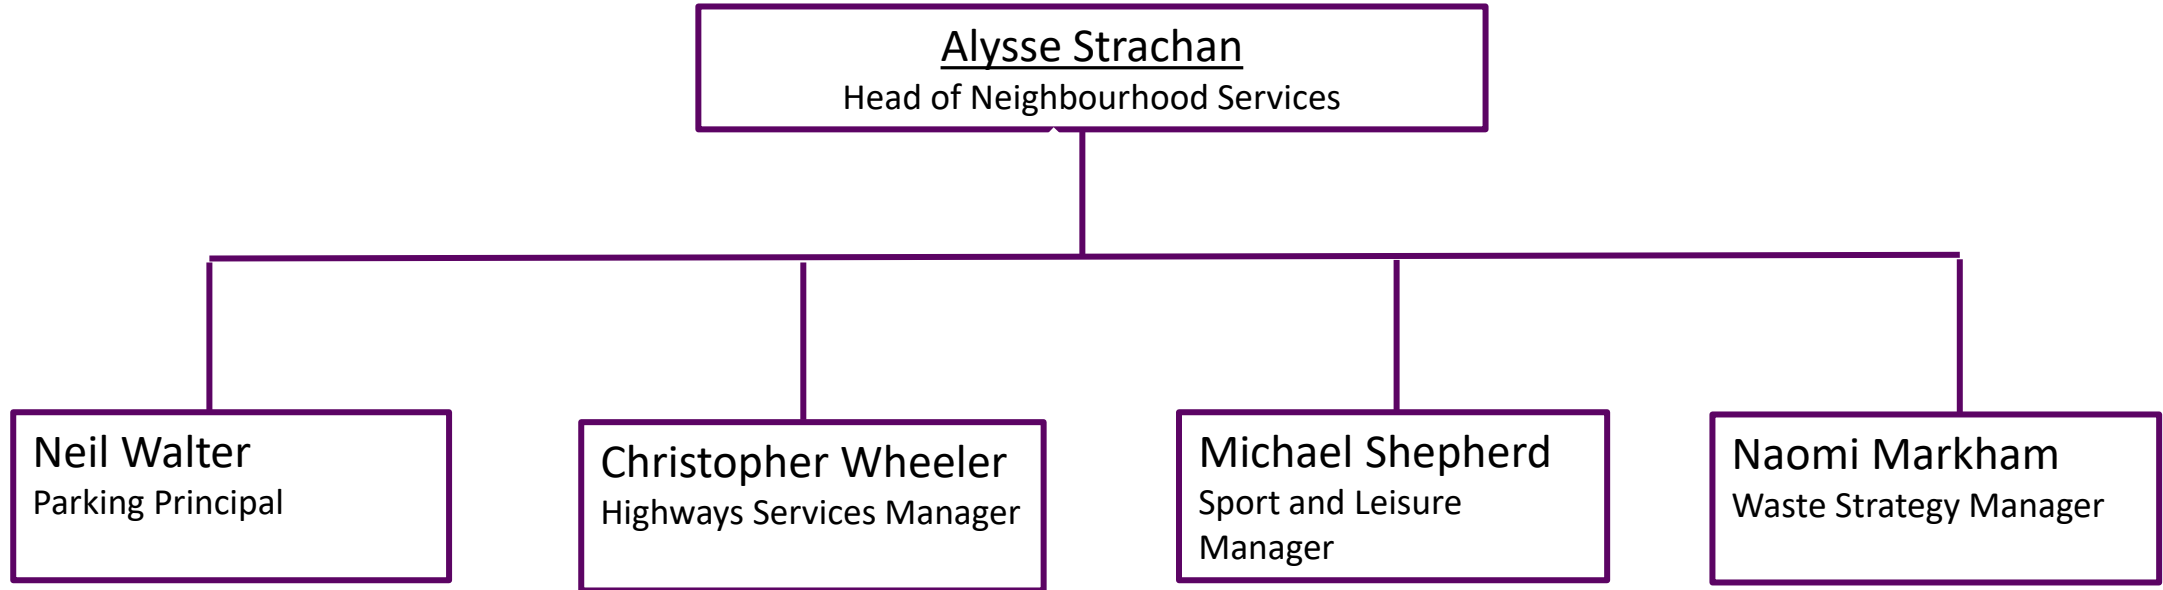 Alysse Strachan
Head of Neighbourhood Services
Neil Walter
Parking Principal
Christopher Wheeler
Highways Services Manager
Michael Shepherd
Sport and Leisure
Manager
Naomi Markham
Waste Strategy Manager